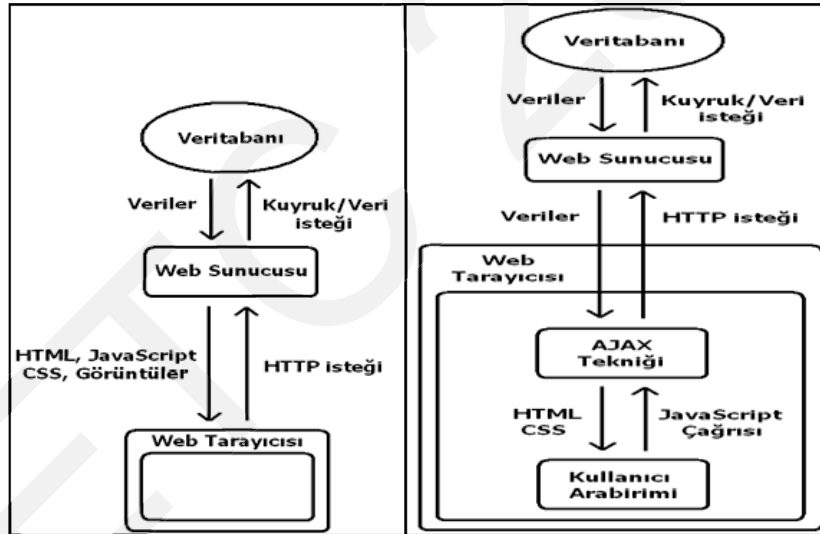 Veritabanı
Veriler
Kuyruk/Veri
isteği
Web Sunucusu
HTML, JavaScript
CSS, Görüntüler
HTTP isteği
Web Tarayıcısı
Veritabanı
Veriler
Kuyruk/Veri
isteği
Web Sunucusu
Veriler
HTTP isteği
Web
Tarayıcısı
AJAX
Tekniği
HTML
CSS
JavaScript
Çağrısı
Kullanıcı
Arabirimi